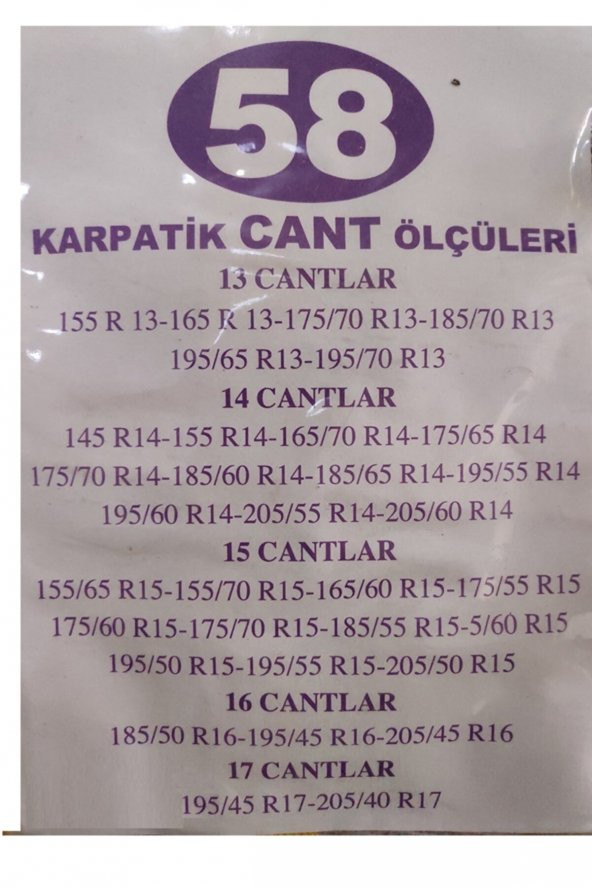 58
KARPATİK CANT ÖLÇÜLERİ
13 CANTLAR
155 R 13-165 R 13-175/70 R13-185/70 R13
195/65 R13-195/70 R13
14 CANTLAR
145 R14-155 R14-165/70 R14-175/65 R14
175/70 R14-185/60 R14-185/65 R14-195/55 R14
195/60 R14-205/55 R14-205/60 R14
15 CANTLAR
155/65 R15-155/70 R15-165/60 R15-175/55 R15
175/60 R15-175/70 R15-185/55 R15-5/60 R15
195/50 R15-195/55 R15-205/50 R15
16 CANTLAR
185/50 R16-195/45 R16-205/45 R16
17 CANTLAR
195/45 R17-205/40 R17